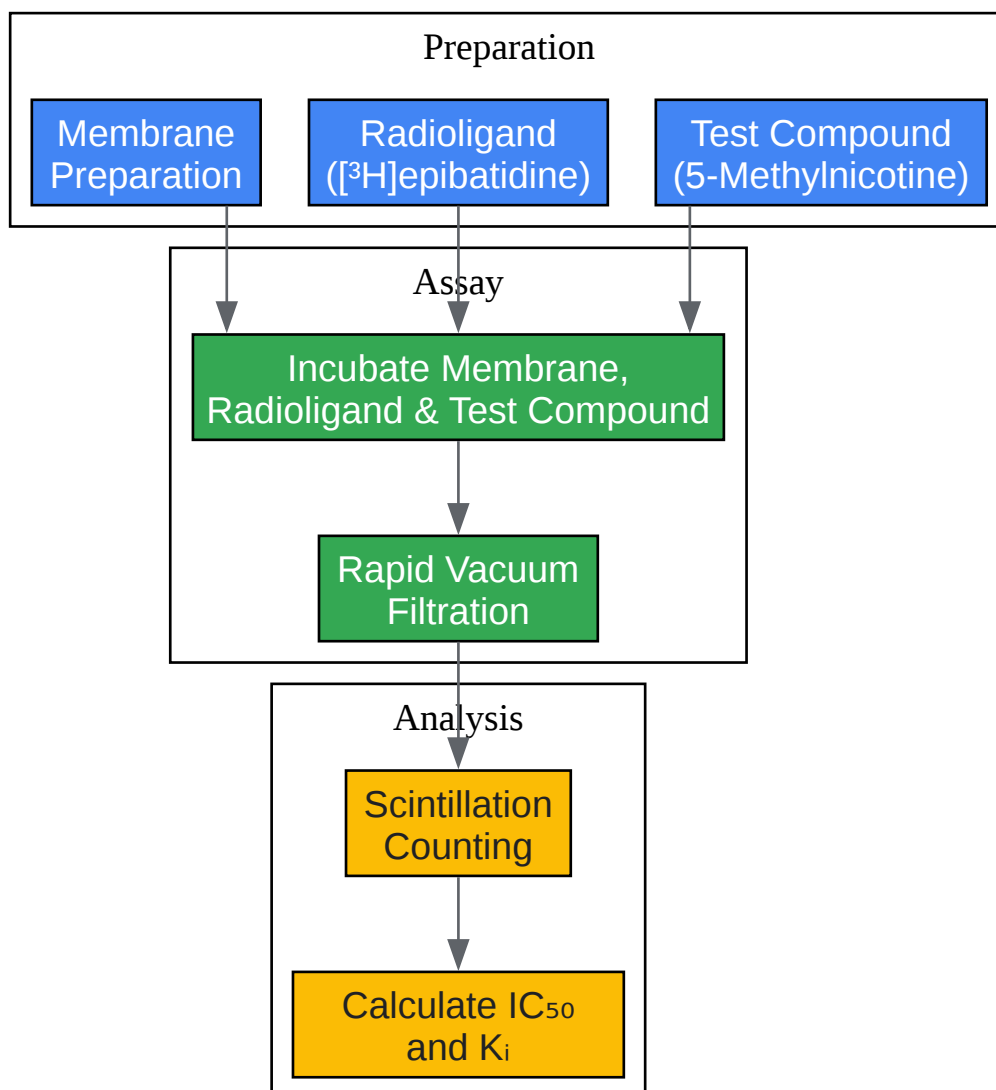 Preparation
Membrane
Preparation
Radioligand
([³H]epibatidine)
Test Compound
(5-Methylnicotine)
Assay
Incubate Membrane,
Radioligand & Test Compound
Rapid Vacuum
Filtration
Analysis
Scintillation
Counting
Calculate IC₅₀
and Kᵢ